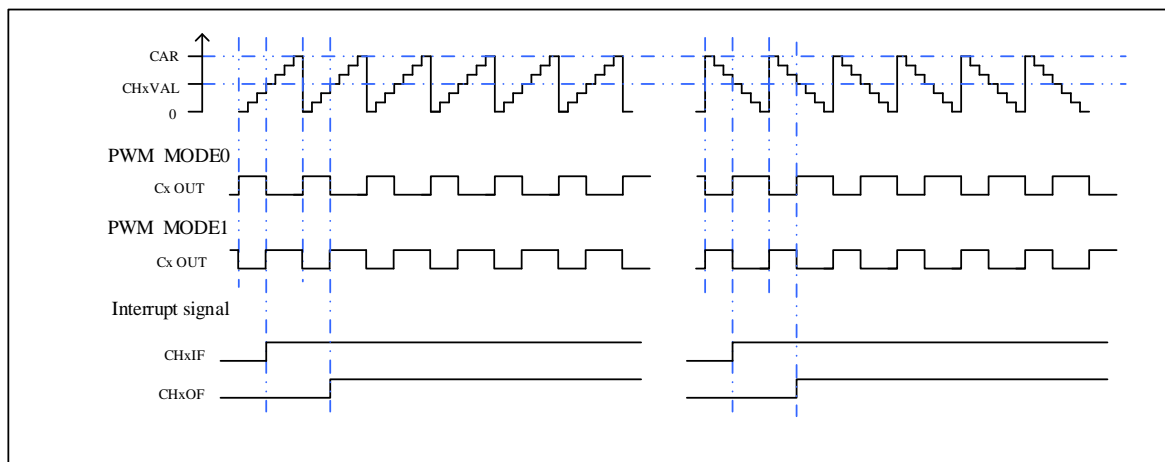 CAR
CHxVAL
0
PWM MODE0
Cx OUT
PWM MODE1
Cx OUT
Interrupt signal
CHxIF
CHxOF